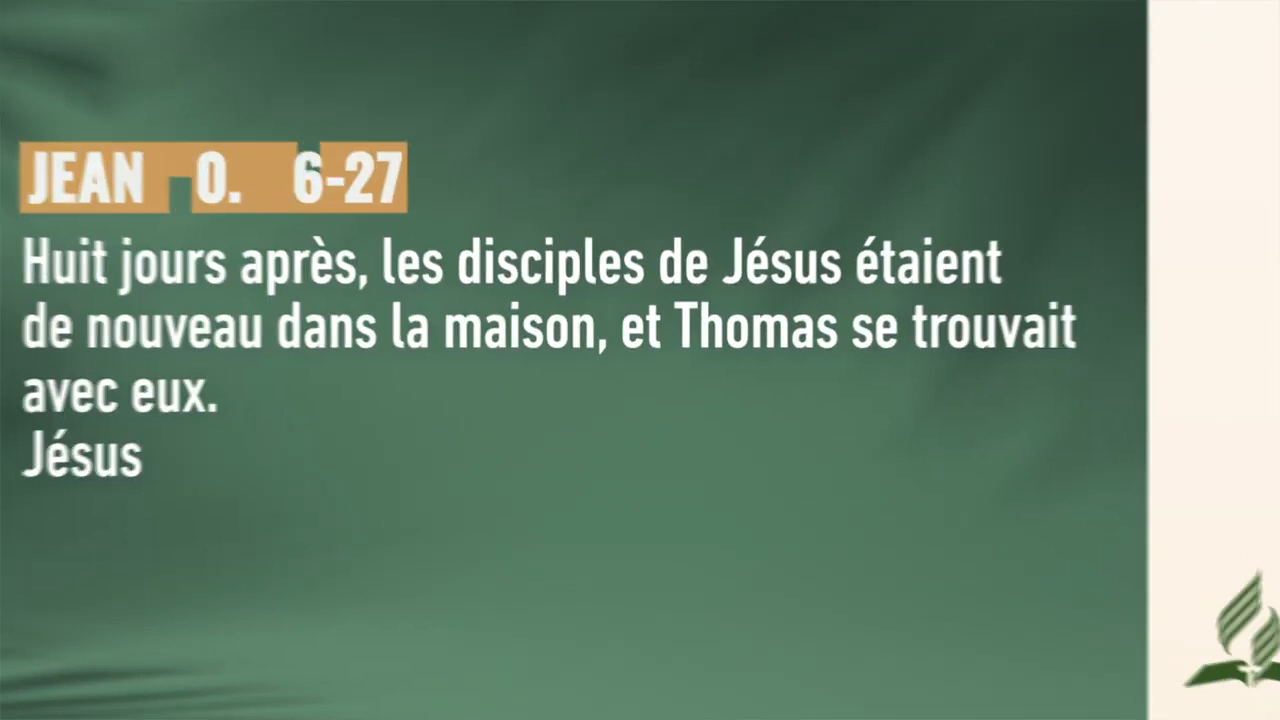 JEAN 0. 6-27
Huit jours après, les disciples de Jésus étaient
de nouveau dans la maison, et Thomas se trouvait
avec eux.
Jésus